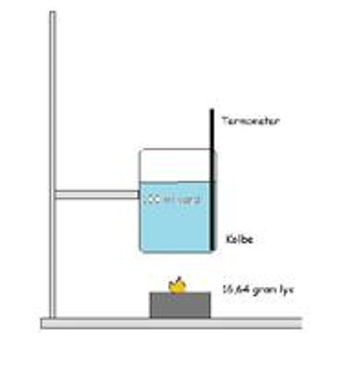 Termometer
100 ml vand
Kolbe
15,64 gram lys